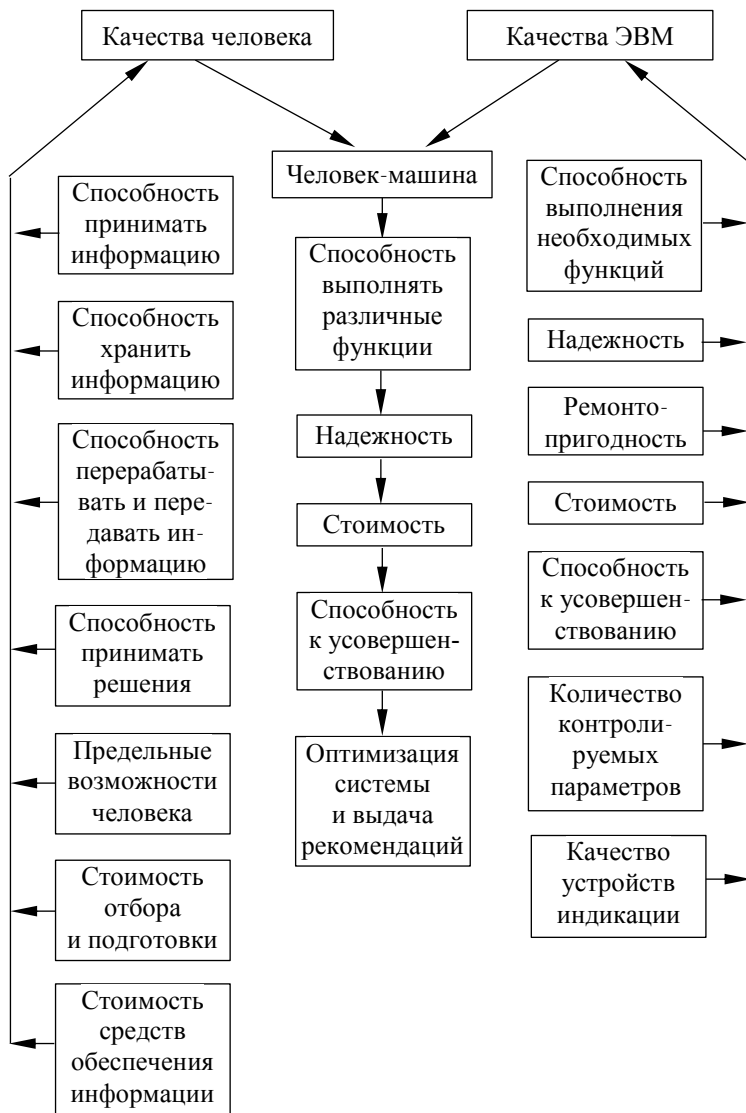 Качества человека
Качества ЭВМ
Человек-машина
Способность
принимать
информацию
Способность
хранить
информацию
Способность
перерабаты-
вать и пере-
давать ин-
формацию
Способность
принимать
решения
Предельные
возможности
человека
Стоимость
отбора
и подготовки
Стоимость
средств
обеспечения
информации
Способность
выполнять
различные
функции
Надежность
Стоимость
Способность
к усовершен-
ствованию
Оптимизация
системы
и выдача
рекомендаций
Способность
выполнения
необходимых
функций
Надежность
Ремонто-
пригодность
Стоимость
Способность
к усовершен-
ствованию
Количество
контроли-
руемых
параметров
Качество
устройств
индикации